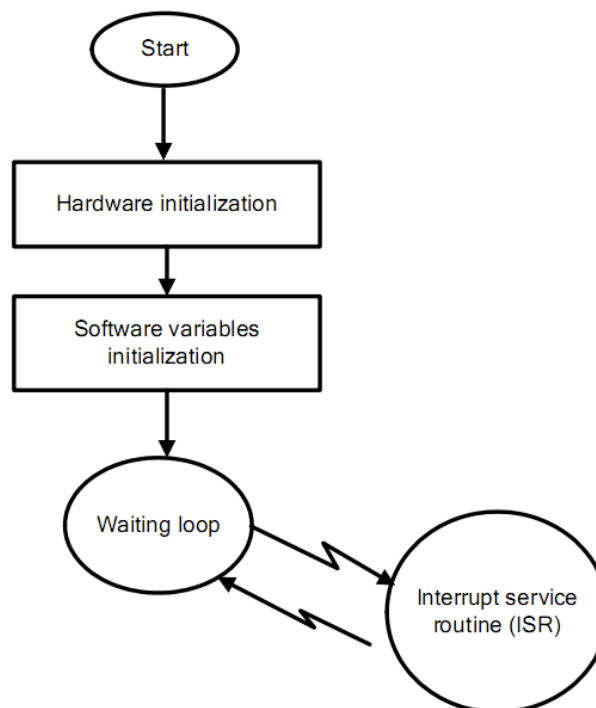 Start
Hardware initialization
Software variables
initialization
Waiting loop
Interrupt service
routine (ISR)